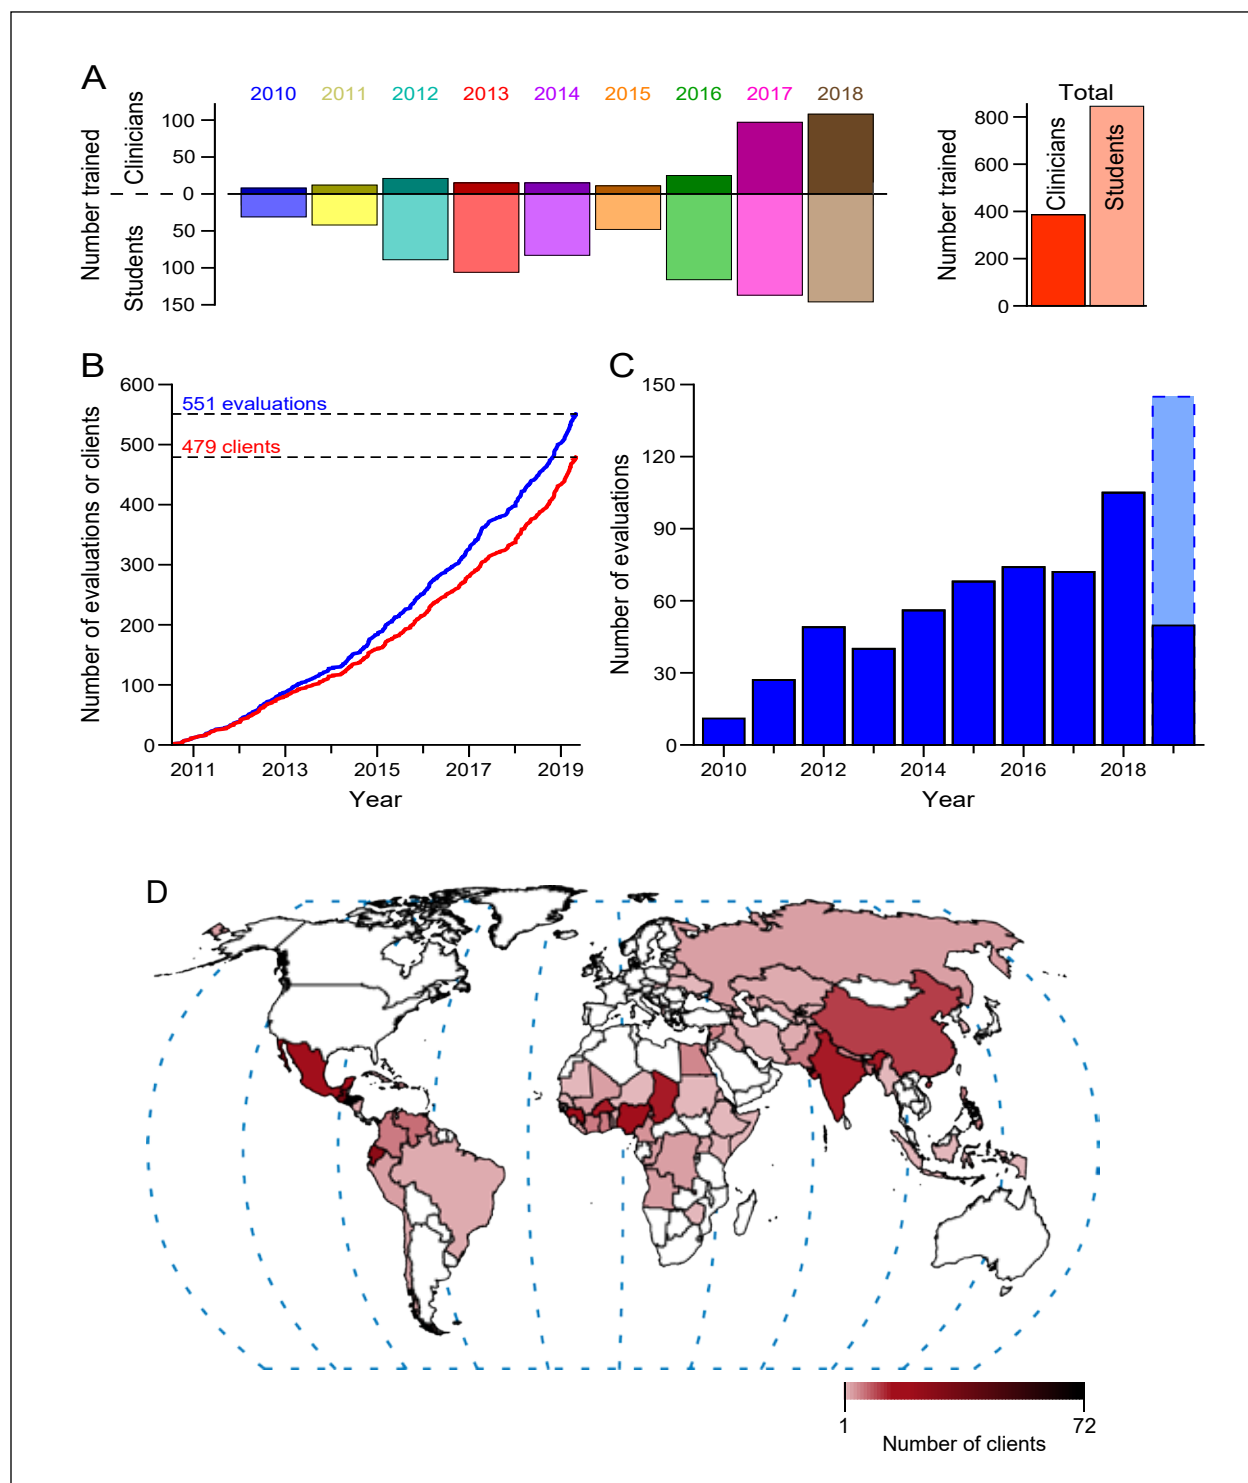 A
2010 2011 2012 2013 2014 2015 2016 2017 2018
Number trained
Clinicians
Students
100
50
0
50
100
150
Total
Number trained
Clinicians
Students
800
600
400
200
0
B
Number of evaluations or clients
600
500
400
300
200
100
0
551 evaluations
479 clients
2011 2013 2015 2017 2019
Year
C
Number of evaluations
150
120
90
60
30
0
2010 2012 2014 2016 2018
Year
D
1 72
Number of clients